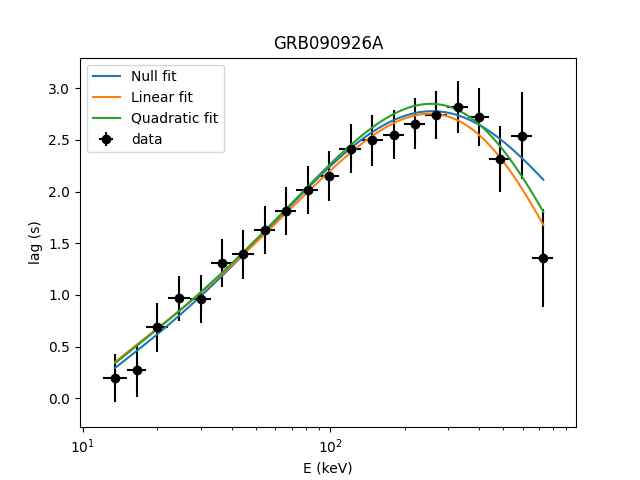 GRB090926A
Null fit
Linear fit
Quadratic fit
data
lag (s)
3.0
2.5
2.0
1.5
1.0
0.5
0.0
10¹
10²
E (keV)